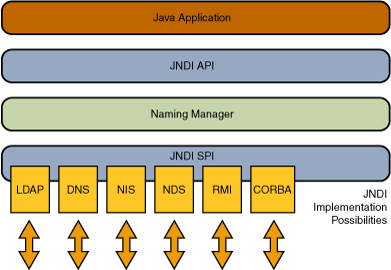 Java Application
JNDI API
Naming Manager
JNDI SPI
LDAP DNS NIS NDS RMI CORBA
JNDI
Implementation
Possibilities